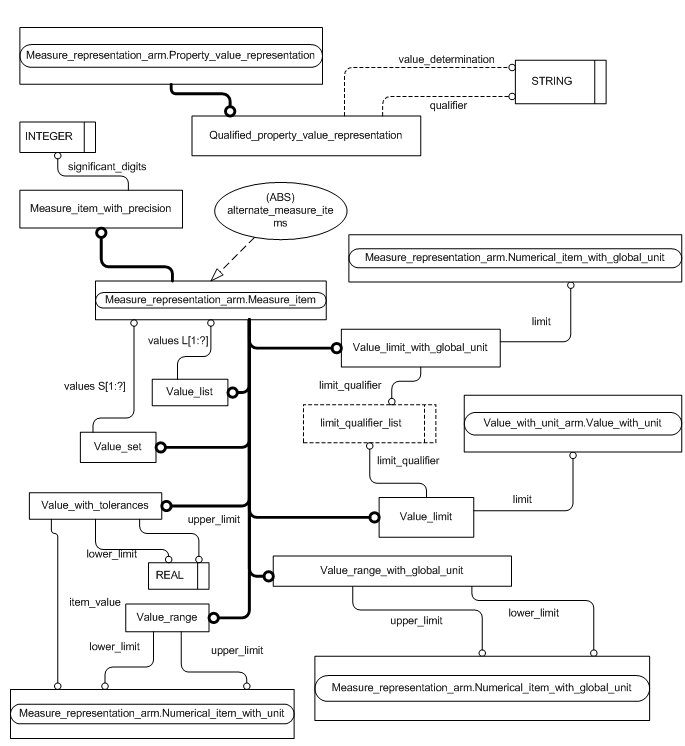 Measure_representation_arm.Property_value_representation
value_determination
STRING
qualifier
Qualified_property_value_representation
INTEGER
significant_digits
Measure_item_with_precision
(ABS)
alternate_measure_ite
ms
Measure_representation_arm.Numerical_item_with_global_unit
Measure_representation_arm.Measure_item
limit
values L[1:?]
Value_limit_with_global_unit
values S[1:?]
Value_list
limit_qualifier
limit_qualifier_list
Value_with_unit_arm.Value_with_unit
Value_set
limit_qualifier
Value_with_tolerances
upper_limit
limit
Value_limit
lower_limit
REAL
Value_range_with_global_unit
item_value
Value_range
upper_limit
lower_limit
lower_limit
upper_limit
Measure_representation_arm.Numerical_item_with_global_unit
Measure_representation_arm.Numerical_item_with_unit